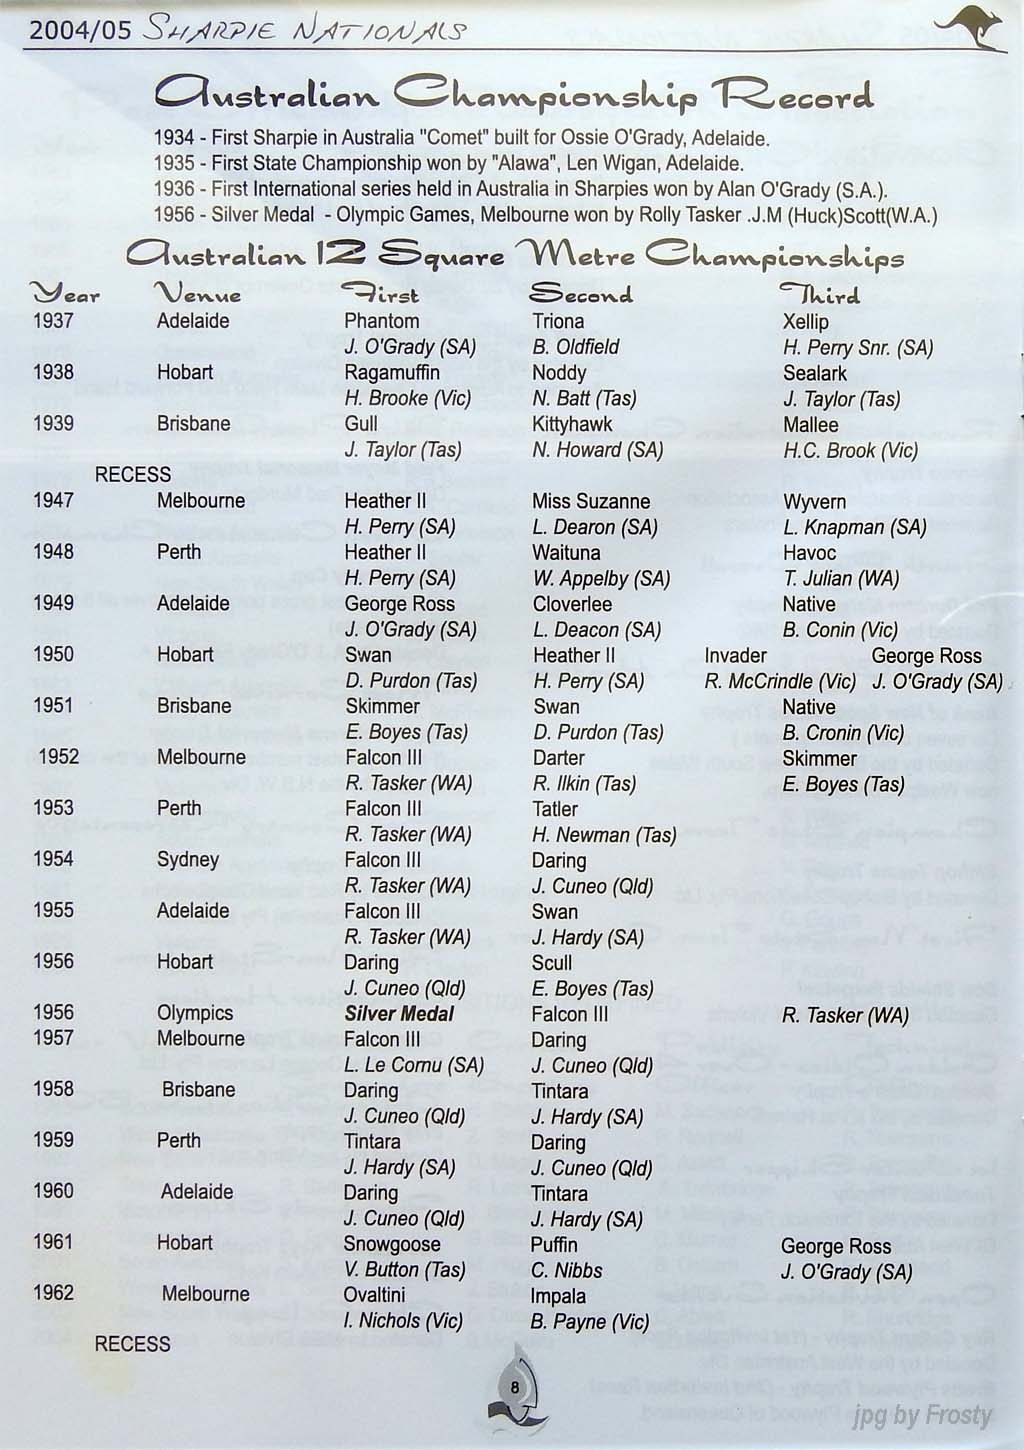 2004/05 SHARPIE NATIONALS
Australian Championship Record
1934 - First Sharpie in Australia "Comet" built for Ossie O'Grady, Adelaide.
1935 - First State Championship won by "Alawa", Len Wigan, Adelaide.
1936 - First International series held in Australia in Sharpies won by Alan O'Grady (S.A.).
1956 - Silver Medal - Olympic Games, Melbourne won by Rolly Tasker .J.M (Huck)Scott(W.A.)
Australian 12 Square Metre Championships
Year Venue First Second Third
1937 Adelaide Phantom Triona Xellip
J. O'Grady (SA) B. Oldfield H. Perry Snr. (SA)
1938 Hobart Ragamuffin Noddy Sealark
H. Brooke (Vic) N. Batt (Tas) J. Taylor (Tas)
1939 Brisbane Gull Kittyhawk Mallee
J. Taylor (Tas) N. Howard (SA) H.C. Brook (Vic)
RECESS
1947 Melbourne Heather II Miss Suzanne Wyvern
H. Perry (SA) L. Dearon (SA) L. Knapman (SA)
1948 Perth Heather II Waituna Havoc
H. Perry (SA) W. Appelby (SA) T. Julian (WA)
1949 Adelaide George Ross Cloverlee Native
J. O'Grady (SA) L. Deacon (SA) B. Conin (Vic)
1950 Hobart Swan Heather II Invader George Ross
D. Purdon (Tas) H. Perry (SA) R. McCrindle (Vic) J. O'Grady (SA)
1951 Brisbane Skimmer Swan Native
E. Boyes (Tas) D. Purdon (Tas) B. Cronin (Vic)
1952 Melbourne Falcon III Darter Skimmer
R. Tasker (WA) R. Ilkin (Tas) E. Boyes (Tas)
1953 Perth Falcon III Tatler
R. Tasker (WA) H. Newman (Tas)
1954 Sydney Falcon III Daring
R. Tasker (WA) J. Cuneo (Qld)
1955 Adelaide Falcon III Swan
R. Tasker (WA) J. Hardy (SA)
1956 Hobart Daring Scull
J. Cuneo (Qld) E. Boyes (Tas)
1956 Olympics Silver Medal Falcon III R. Tasker (WA)
1957 Melbourne Falcon III Daring
L. Le Cornu (SA) J. Cuneo (Qld)
1958 Brisbane Daring Tintara
J. Cuneo (Qld) J. Hardy (SA)
1959 Perth Tintara Daring
J. Hardy (SA) J. Cuneo (Qld)
1960 Adelaide Daring Tintara
J. Cuneo (Qld) J. Hardy (SA)
1961 Hobart Snowgoose Puffin George Ross
V. Button (Tas) C. Nibbs J. O'Grady (SA)
1962 Melbourne Ovaltini Impala
I. Nichols (Vic) B. Payne (Vic)
RECESS
8
jpg by Frosty